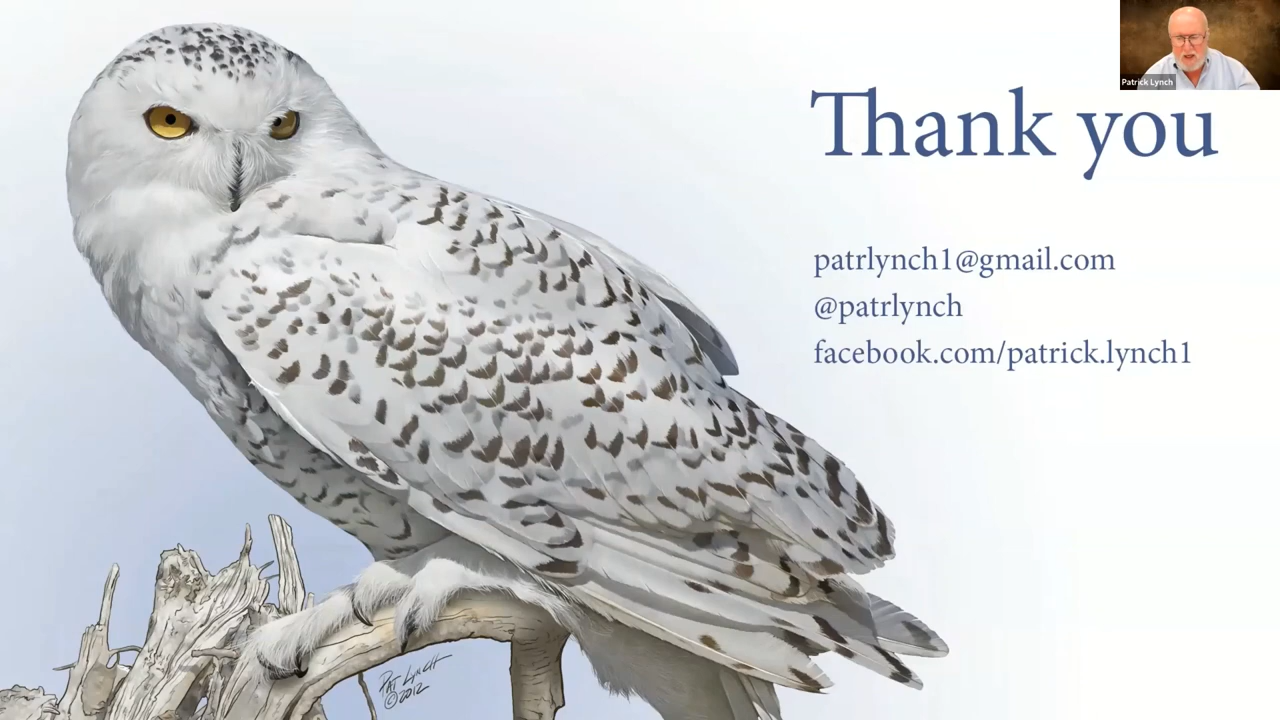 Patrick Lynch
Thank you
patrlynch1@gmail.com
@patrlynch
facebook.com/patrick.lynch1
PAT LYNCH
©2012